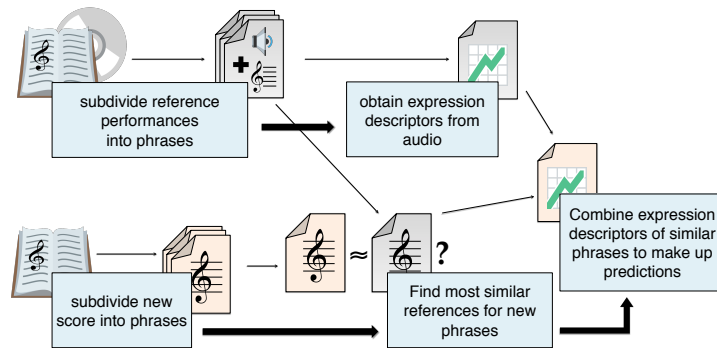 subdivide reference
performances
into phrases
obtain expression
descriptors from
audio
Combine expression
descriptors of similar
phrases to make up
predictions
≈
?
subdivide new
score into phrases
Find most similar
references for new
phrases